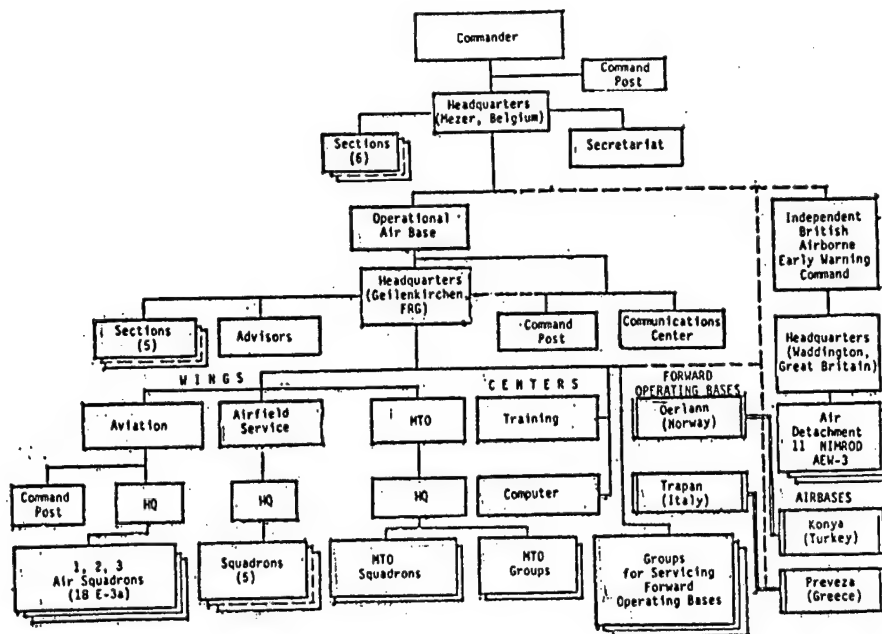 Commander
Command
Post
Headquarters
(Mezer, Belgium)
Sections
(6)
Secretariat
Operational
Air Base
Independent
British
Airborne
Early Warning
Command
Headquarters
(Geilenkirchen,
FRG)
Sections
(5)
Advisors
Command
Post
Communications
Center
Headquarters
(Waddington,
Great Britain)
WINGS
CENTERS
FORWARD
OPERATING BASES
Aviation
Airfield
Service
MTO
Training
Oerlann
(Norway)
Air
Detachment
11 NIMROD
AEW-3
Command
Post
HQ
HQ
HQ
Computer
Trapan
(Italy)
AIRBASES
Konya
(Turkey)
1, 2, 3
Air Squadrons
(18 E-3a)
Squadrons
(5)
MTO
Squadrons
MTO
Groups
Groups
for Servicing
Forward
Operating Bases
Preveza
(Greece)